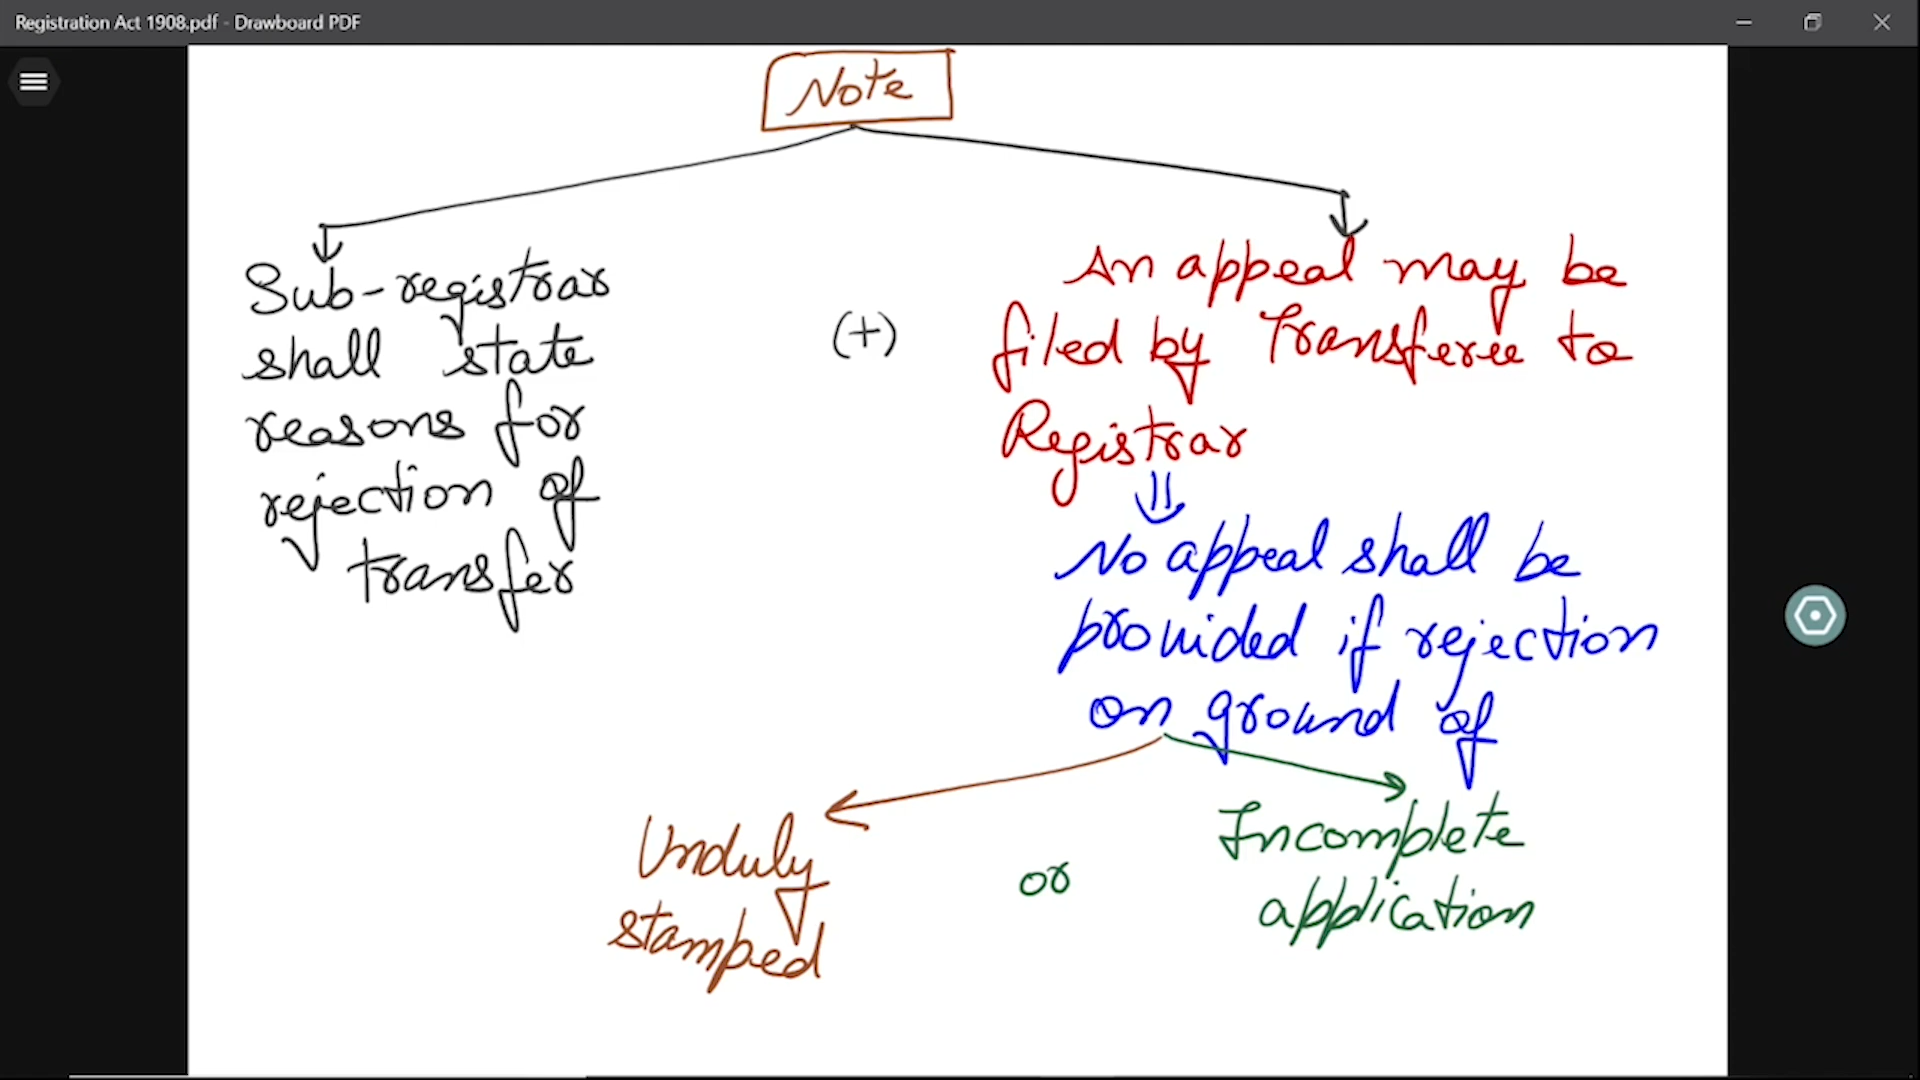 Registration Act 1908.pdf - Drawboard PDF
Note
Sub-registrar
shall state
reasons for
rejection of
transfer
(+)
An appeal may be
filed by Transferee to
Registrar
No appeal shall be
provided if rejection
on ground of
Unduly
stamped
or
Incomplete
application